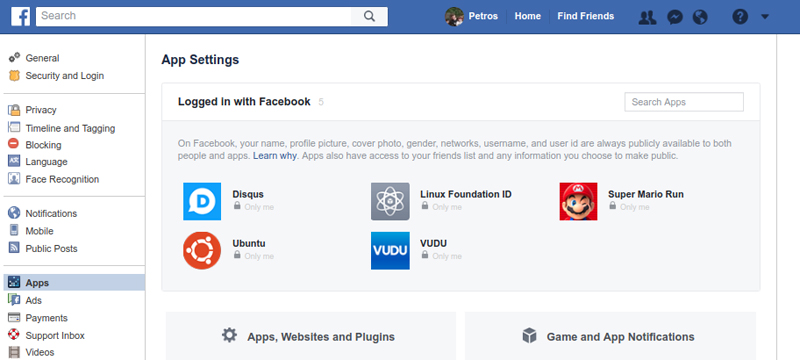 Search
Petros Home Find Friends
General
Security and Login
Privacy
Timeline and Tagging
Blocking
Language
Face Recognition
Notifications
Mobile
Public Posts
Apps
Ads
Payments
Support Inbox
Videos
App Settings
Logged in with Facebook 5
Search Apps
On Facebook, your name, profile picture, cover photo, gender, networks, username, and user id are always publicly available to both
people and apps. Learn why. Apps also have access to your friends list and any information you choose to make public.
Disqus
Only me
Linux Foundation ID
Only me
Super Mario Run
Only me
Ubuntu
Only me
VUDU
VUDU
Only me
Apps, Websites and Plugins
Game and App Notifications